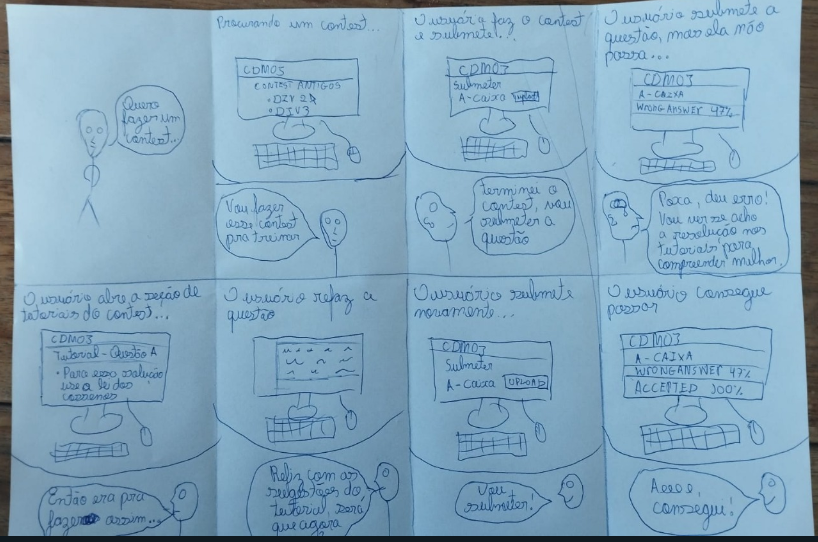 Quero
fazer um
contest..
Procurando um contest...
CDMO3
CONTEST ANTIGOS
• DIV 2
• DIV 3
Vou fazer
esse contest
pra treinar
O usuário faz o contest
e submete...
CDMO3
Submeter
A-Caixa upload
terminei o
contest, vou
submeter a
questão
O usuário submete a
questão, mas ela não
passa...
CDMO3
A-CAIXA
WRONG ANSWER 47%
Poxa, deu erro!
Vou ver se acho
a resolução nos
tutoriais para
compreender melhor.
O usuário abre a seção de
tutoriais do contest...
CDMO3
Tutorial-Questão A
• Para essa solução
use a lei dos
cossenos
Então era pra
fazer assim...
O usuário refaz a
questão
Refiz com as
sugestões do
tutorial, será
que agora
O usuário submete
novamente...
CDMO3
Submeter
A-Caixa UPLOAD
Vou
submeter!
O usuário consegue
passar
CDMO3
A-CAIXA
WRONG ANSWER 47%
ACCEPTED 100%
Aeee,
consegui!